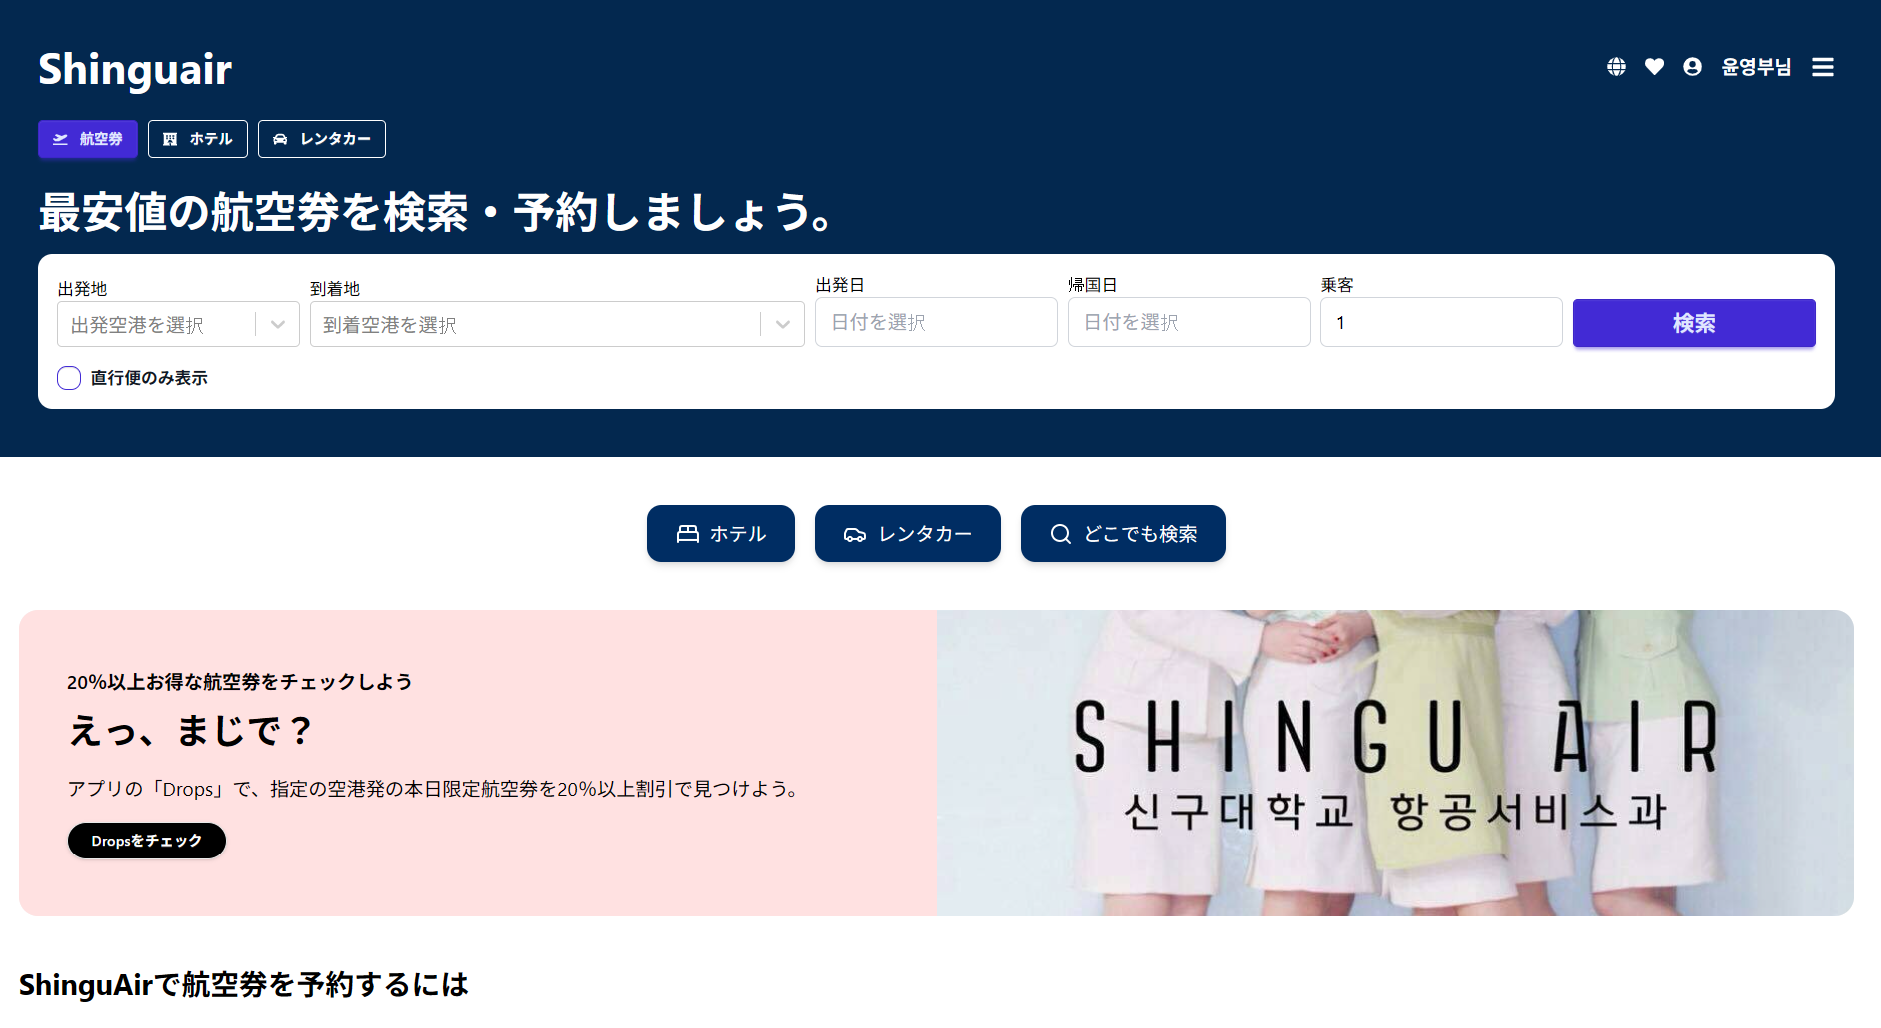 Shinguair
윤영부님
航空券
ホテル
レンタカー
最安値の航空券を検索・予約しましょう。
出発地
到着地
出発日
帰国日
乗客
出発空港を選択
到着空港を選択
日付を選択
日付を選択
1
検索
直行便のみ表示
ホテル
レンタカー
どこでも検索
20%以上お得な航空券をチェックしよう
えっ、まじで？
アプリの「Drops」で、指定の空港発の本日限定航空券を20%以上割引で見つけよう。
Dropsをチェック
SHINGU AIR
신구대학교 항공서비스과
ShinguAirで航空券を予約するには